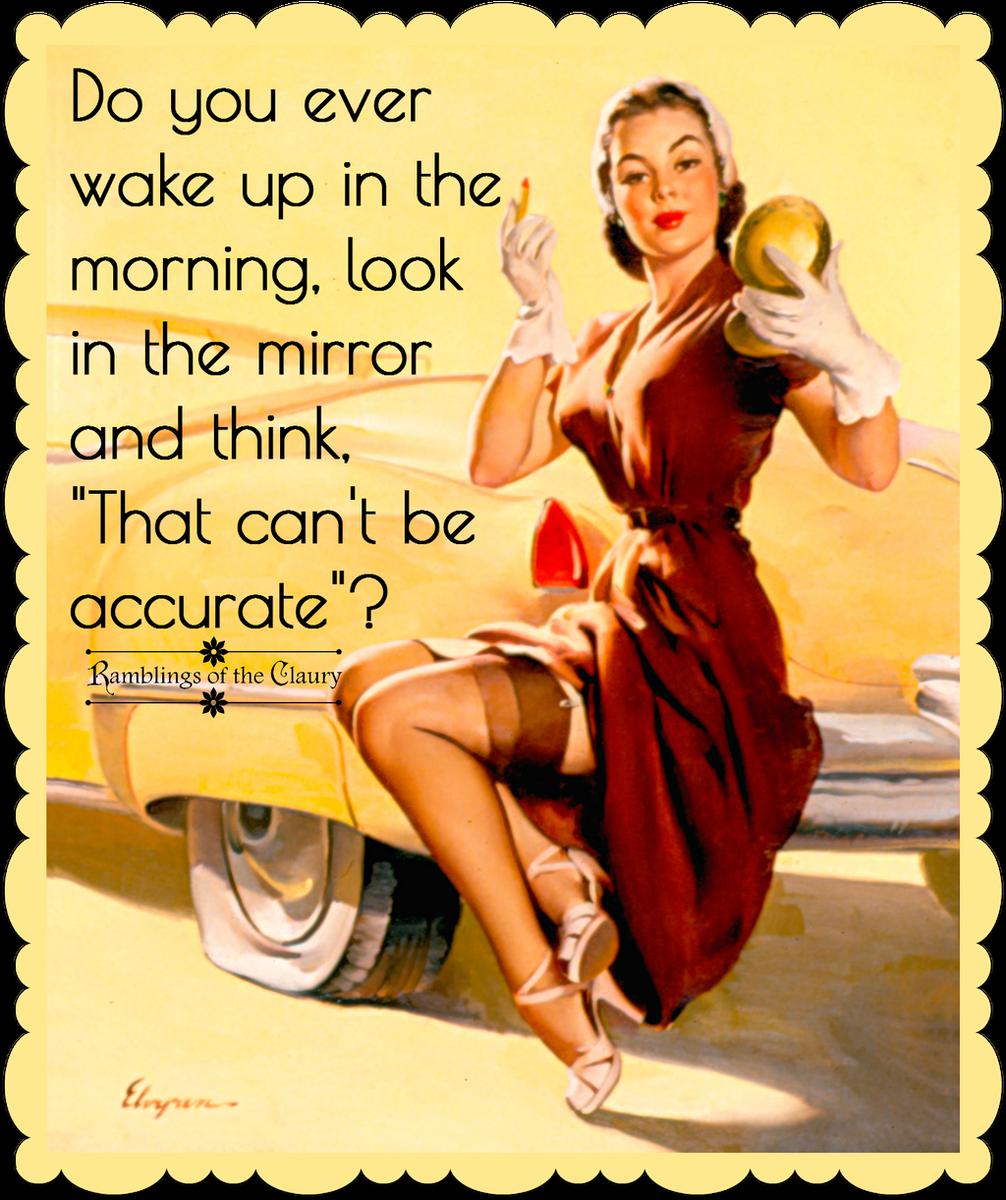 Do you ever
wake up in the
morning, look
in the mirror
and think,
"That can't be
accurate"?
Ramblings of the Claury
Elvgren